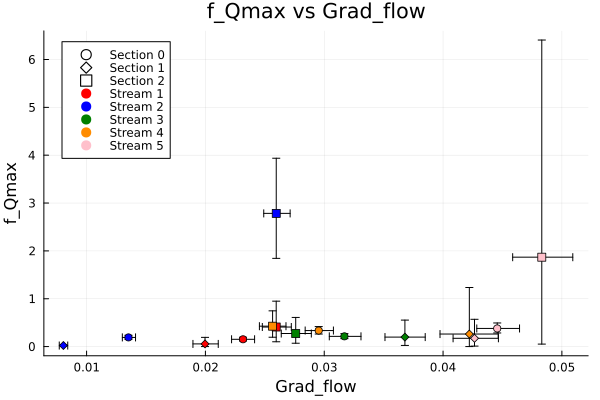 f_Qmax vs Grad_flow
Section 0
Section 1
Section 2
Stream 1
Stream 2
Stream 3
Stream 4
Stream 5
f_Qmax
6
5
4
3
2
1
0
0.01
0.02
0.03
0.04
0.05
Grad_flow